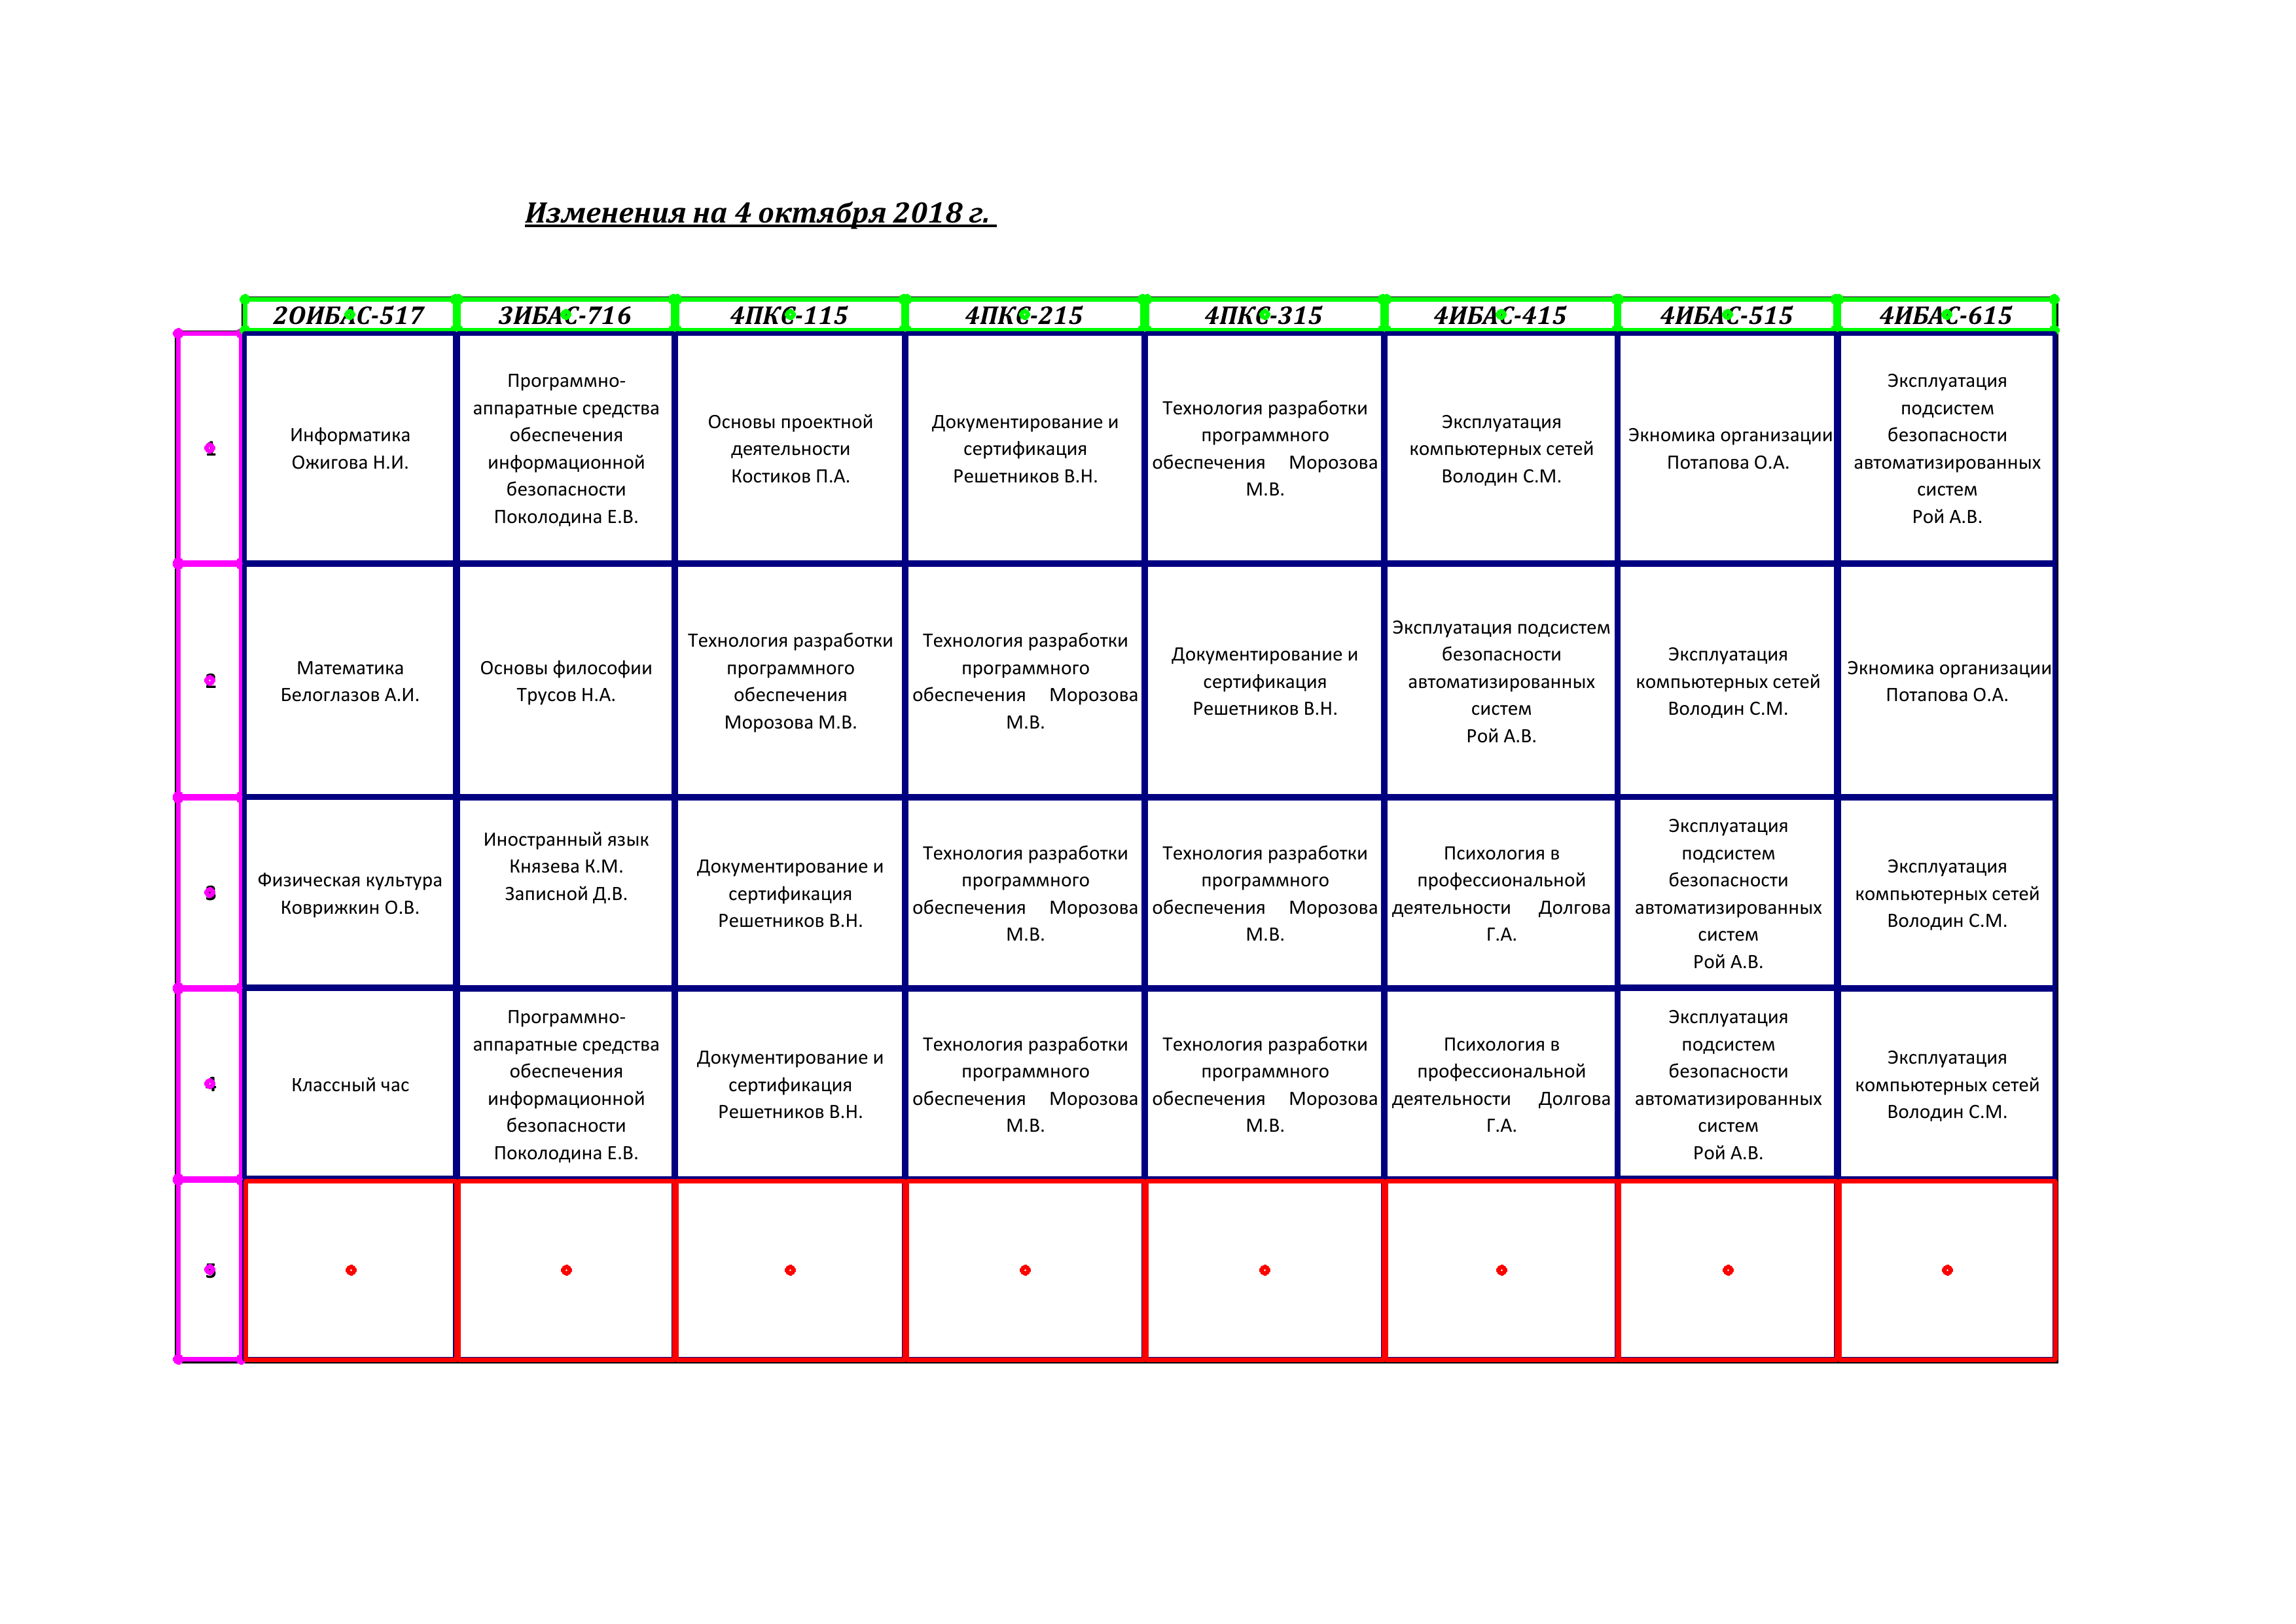 Изменения на 4 октября 2018 г.
2ОИБАС-517 3ИБАС-716 4ПКС-115 4ПКС-215 4ПКС-315 4ИБАС-415 4ИБАС-515 4ИБАС-615
1
Информатика
Ожигова Н.И.
Программно-
аппаратные средства
обеспечения
информационной
безопасности
Поколодина Е.В.
Основы проектной
деятельности
Костиков П.А.
Документирование и
сертификация
Решетников В.Н.
Технология разработки
программного
обеспечения Морозова
М.В.
Эксплуатация
компьютерных сетей
Володин С.М.
Экномика организации
Потапова О.А.
Эксплуатация
подсистем
безопасности
автоматизированных
систем
Рой А.В.
2
Математика
Белоглазов А.И.
Основы философии
Трусов Н.А.
Технология разработки
программного
обеспечения
Морозова М.В.
Технология разработки
программного
обеспечения Морозова
М.В.
Документирование и
сертификация
Решетников В.Н.
Эксплуатация подсистем
безопасности
автоматизированных
систем
Рой А.В.
Эксплуатация
компьютерных сетей
Володин С.М.
Экномика организации
Потапова О.А.
3
Физическая культура
Коврижкин О.В.
Иностранный язык
Князева К.М.
Записной Д.В.
Документирование и
сертификация
Решетников В.Н.
Технология разработки
программного
обеспечения Морозова
М.В.
Технология разработки
программного
обеспечения Морозова
М.В.
Психология в
профессиональной
деятельности Долгова
Г.А.
Эксплуатация
подсистем
безопасности
автоматизированных
систем
Рой А.В.
Эксплуатация
компьютерных сетей
Володин С.М.
4
Классный час
Программно-
аппаратные средства
обеспечения
информационной
безопасности
Поколодина Е.В.
Документирование и
сертификация
Решетников В.Н.
Технология разработки
программного
обеспечения Морозова
М.В.
Технология разработки
программного
обеспечения Морозова
М.В.
Психология в
профессиональной
деятельности Долгова
Г.А.
Эксплуатация
подсистем
безопасности
автоматизированных
систем
Рой А.В.
Эксплуатация
компьютерных сетей
Володин С.М.
5